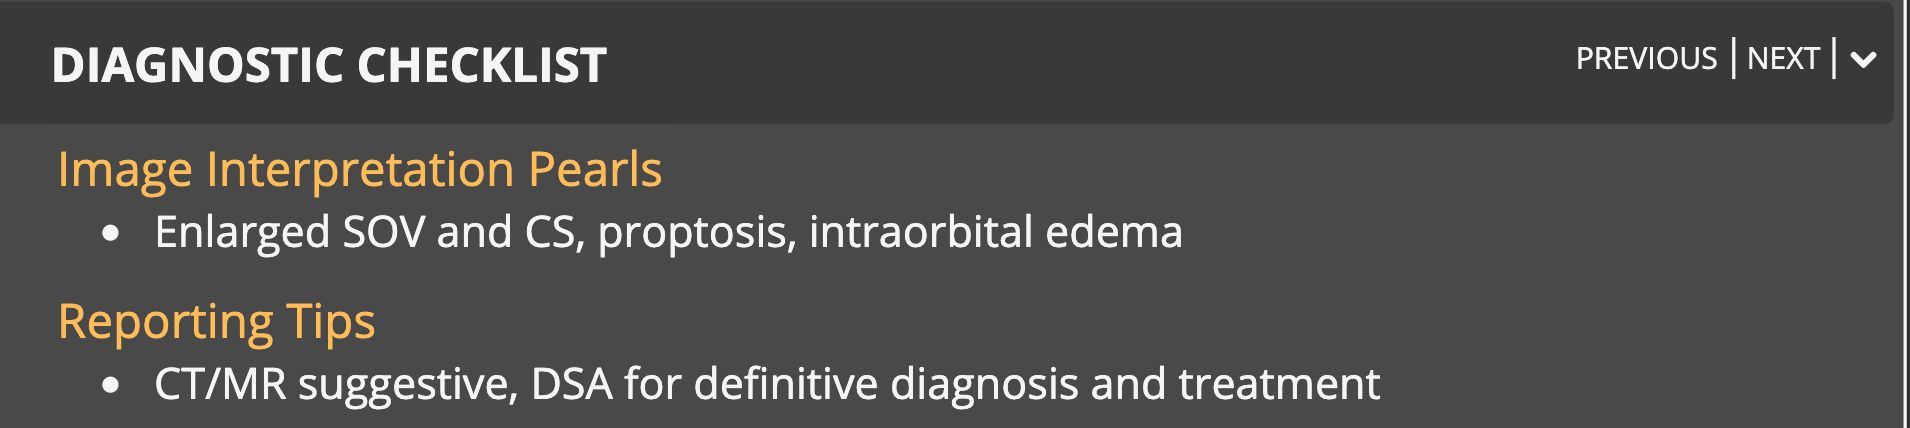 DIAGNOSTIC CHECKLIST
PREVIOUS | NEXT |
Image Interpretation Pearls
• Enlarged SOV and CS, proptosis, intraorbital edema
Reporting Tips
• CT/MR suggestive, DSA for definitive diagnosis and treatment